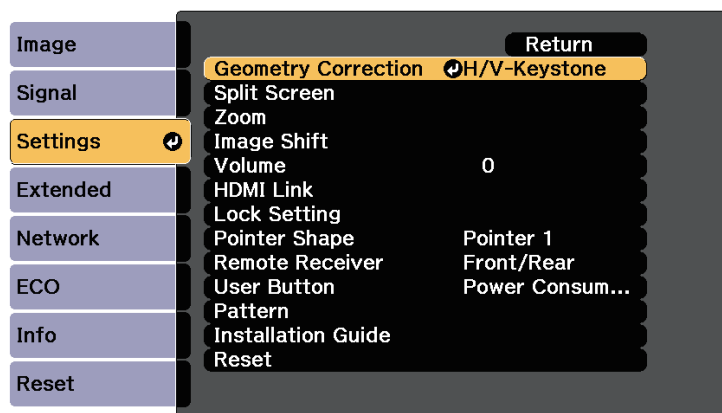 Image
Signal
Settings
Extended
Network
ECO
Info
Reset
Return
Geometry Correction H/V-Keystone
Split Screen
Zoom
Image Shift
Volume 0
HDMI Link
Lock Setting
Pointer Shape Pointer 1
Remote Receiver Front/Rear
User Button Power Consum...
Pattern
Installation Guide
Reset